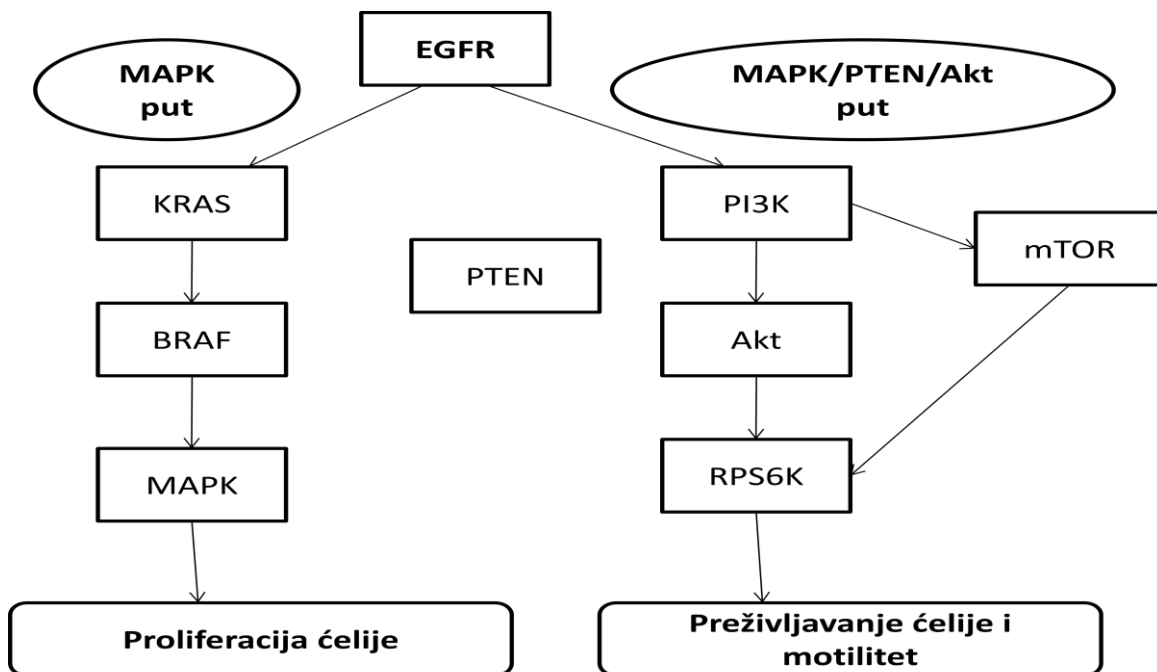 EGFR
MAPK
put
MAPK/PTEN/Akt
put
KRAS
PI3K
mTOR
PTEN
BRAF
Akt
MAPK
RPS6K
Proliferacija ćelije
Preživljavanje ćelije i
motilitet